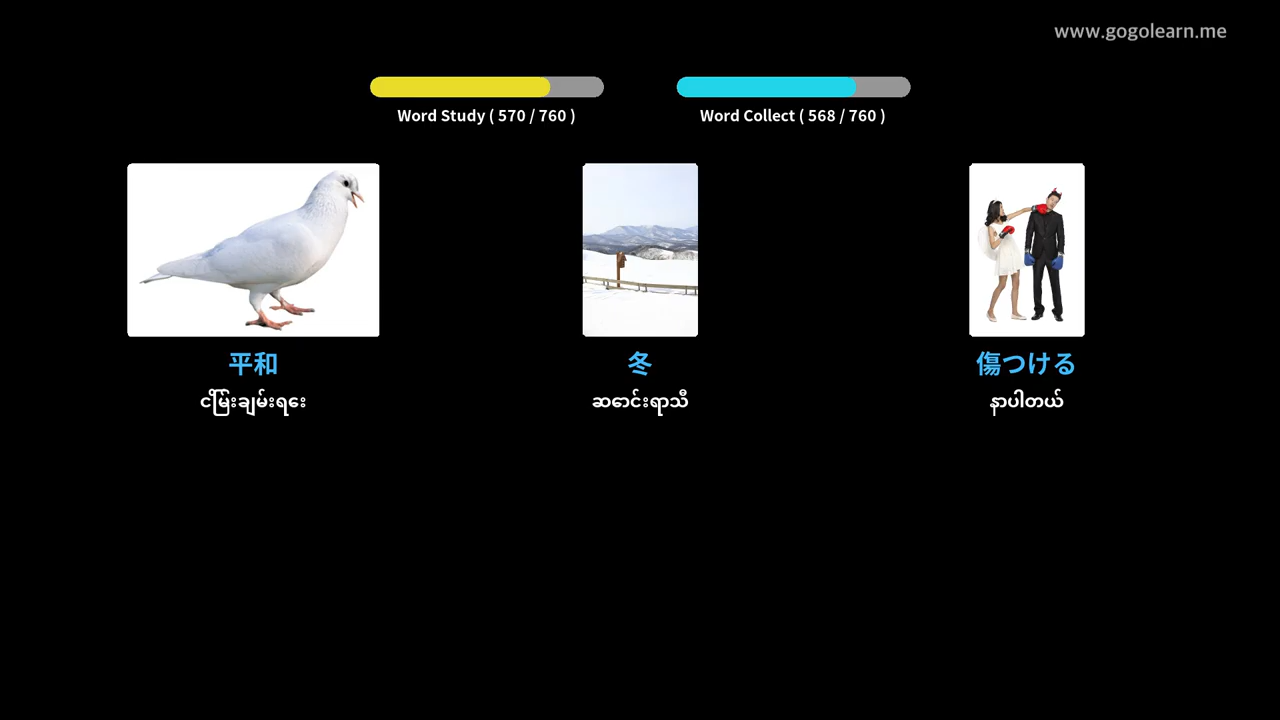 www.gogolearn.me
Word Study ( 570 / 760 )
Word Collect ( 568 / 760 )
平和
ငြိမ်းချမ်းရေး
冬
ဆောင်းရာသီ
傷つける
နာပါတယ်